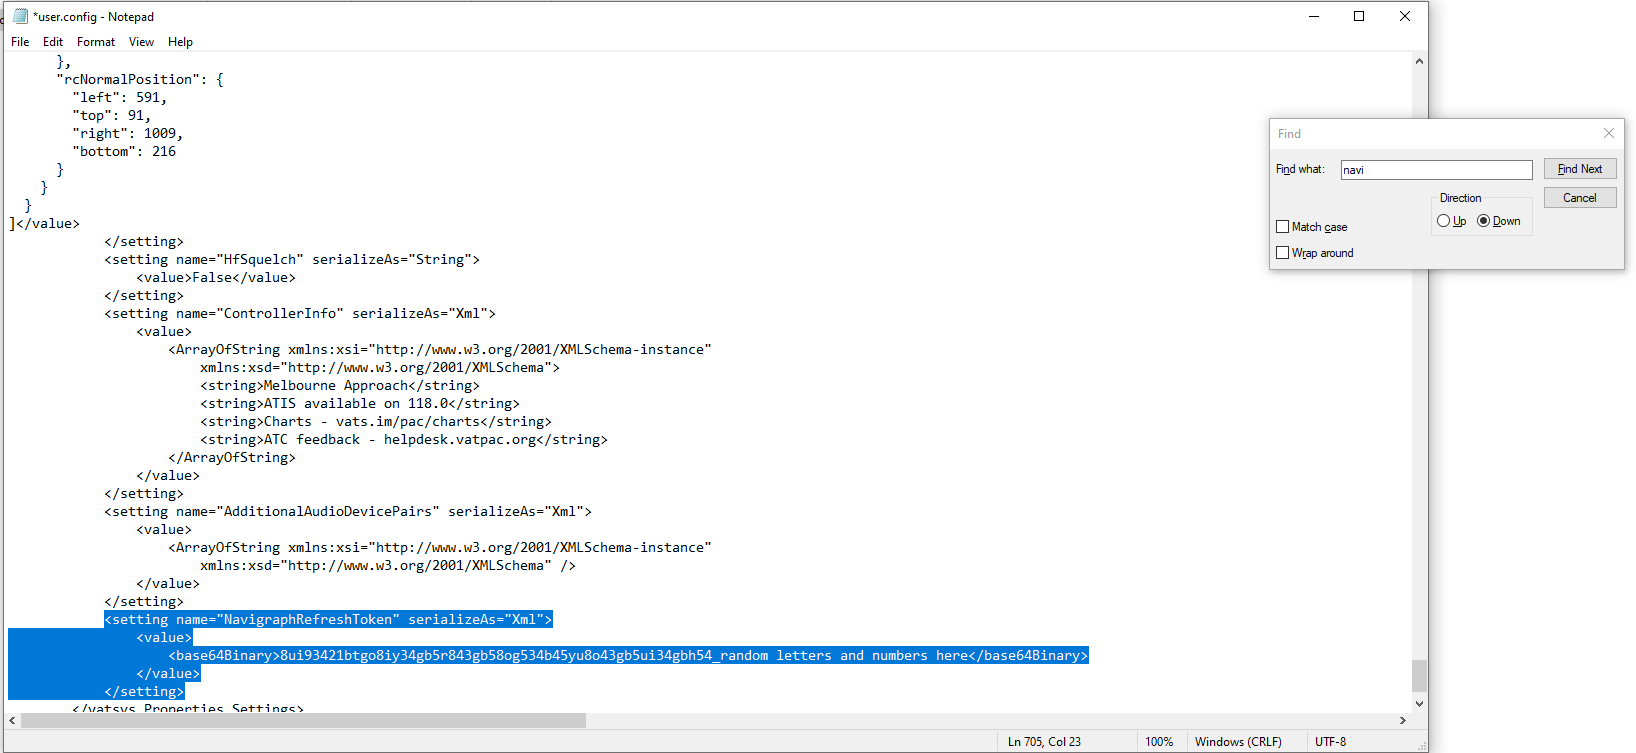 *user.config - Notepad
File Edit Format View Help
},
"rcNormalPosition": {
"left": 591,
"top": 91,
"right": 1009,
"bottom": 216
}
}
}
]</value>
</setting>
<setting name="HfSquelch" serializeAs="String">
<value>False</value>
</setting>
<setting name="ControllerInfo" serializeAs="Xml">
<value>
<ArrayOfString xmlns:xsi="http://www.w3.org/2001/XMLSchema-instance"
xmlns:xsd="http://www.w3.org/2001/XMLSchema">
<string>Melbourne Approach</string>
<string>ATIS available on 118.0</string>
<string>Charts - vats.im/pac/charts</string>
<string>ATC feedback - helpdesk.vatpac.org</string>
</ArrayOfString>
</value>
</setting>
<setting name="AdditionalAudioDevicePairs" serializeAs="Xml">
<value>
<ArrayOfString xmlns:xsi="http://www.w3.org/2001/XMLSchema-instance"
xmlns:xsd="http://www.w3.org/2001/XMLSchema" />
</value>
</setting>
<setting name="NavigraphRefreshToken" serializeAs="Xml">
<value>
<base64Binary>8ui93421btgo8iy34gb5r843gb58og534b45yu8o43gb5ui34gbh54_random letters and numbers here</base64Binary>
</value>
</setting>
</vatsys.Properties.Settings>
Ln 705, Col 23 100% Windows (CRLF) UTF-8
Find
Find what: navi Find Next
Direction Cancel
Up Down
Match case
Wrap around